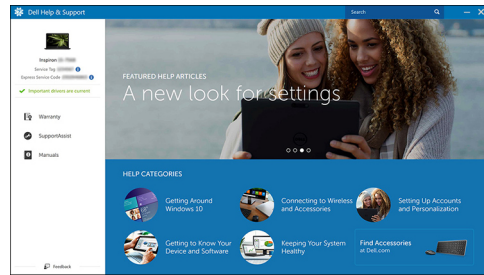 Dell Help & Support
Search
Inspiron
Service Tag
Express Service Code
Important drivers are current
Warranty
SupportAssist
Manuals
Feedback
FEATURED HELP ARTICLES
A new look for settings
HELP CATEGORIES
Getting Around
Windows 10
Connecting to Wireless
and Accessories
Setting Up Accounts
and Personalization
Getting to Know Your
Device and Software
Keeping Your System
Healthy
Find Accessories
at Dell.com